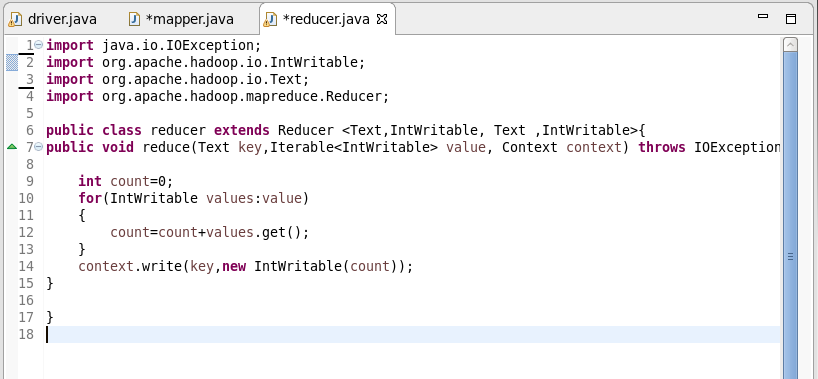 driver.java *mapper.java *reducer.java
1 import java.io.IOException;
2 import org.apache.hadoop.io.IntWritable;
3 import org.apache.hadoop.io.Text;
4 import org.apache.hadoop.mapreduce.Reducer;
5
6 public class reducer extends Reducer <Text,IntWritable, Text ,IntWritable>{
7 public void reduce(Text key,Iterable<IntWritable> value, Context context) throws IOException
8
9     int count=0;
10     for(IntWritable values:value)
11     {
12         count=count+values.get();
13     }
14     context.write(key,new IntWritable(count));
15 }
16
17 }
18